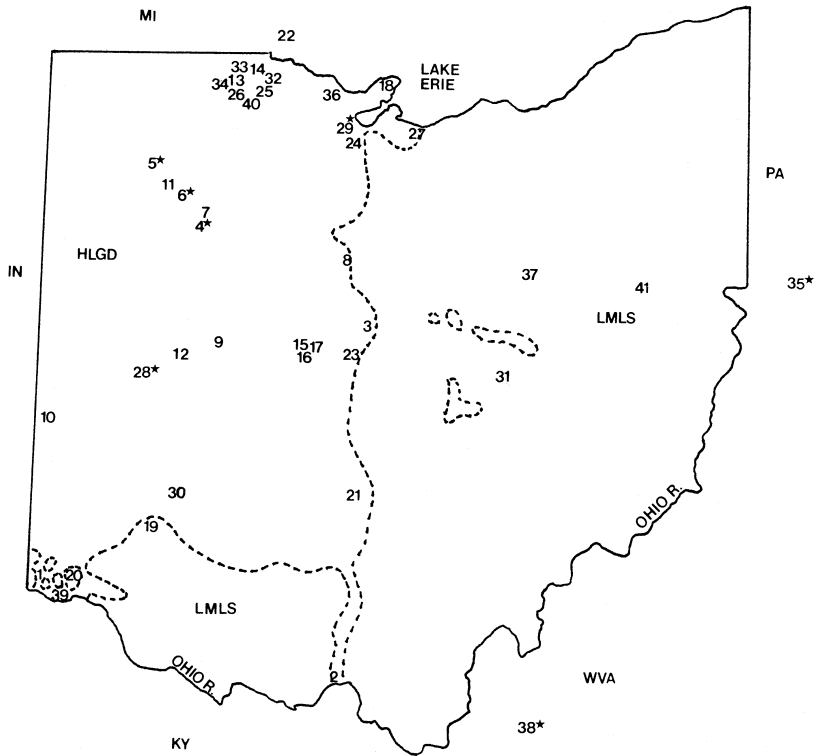 MI
22
33 14
34 13 32
26 25
40
36
18
LAKE
ERIE
29★
24
27
5★
11
6★
7
4★
PA
HLGD
IN
8
37
41
35★
LMLS
3
9
12
15 17
16
23
28★
31
10
30
21
19
OHIO R.
1
20
39
LMLS
OHIO R.
2
WVA
38★
KY